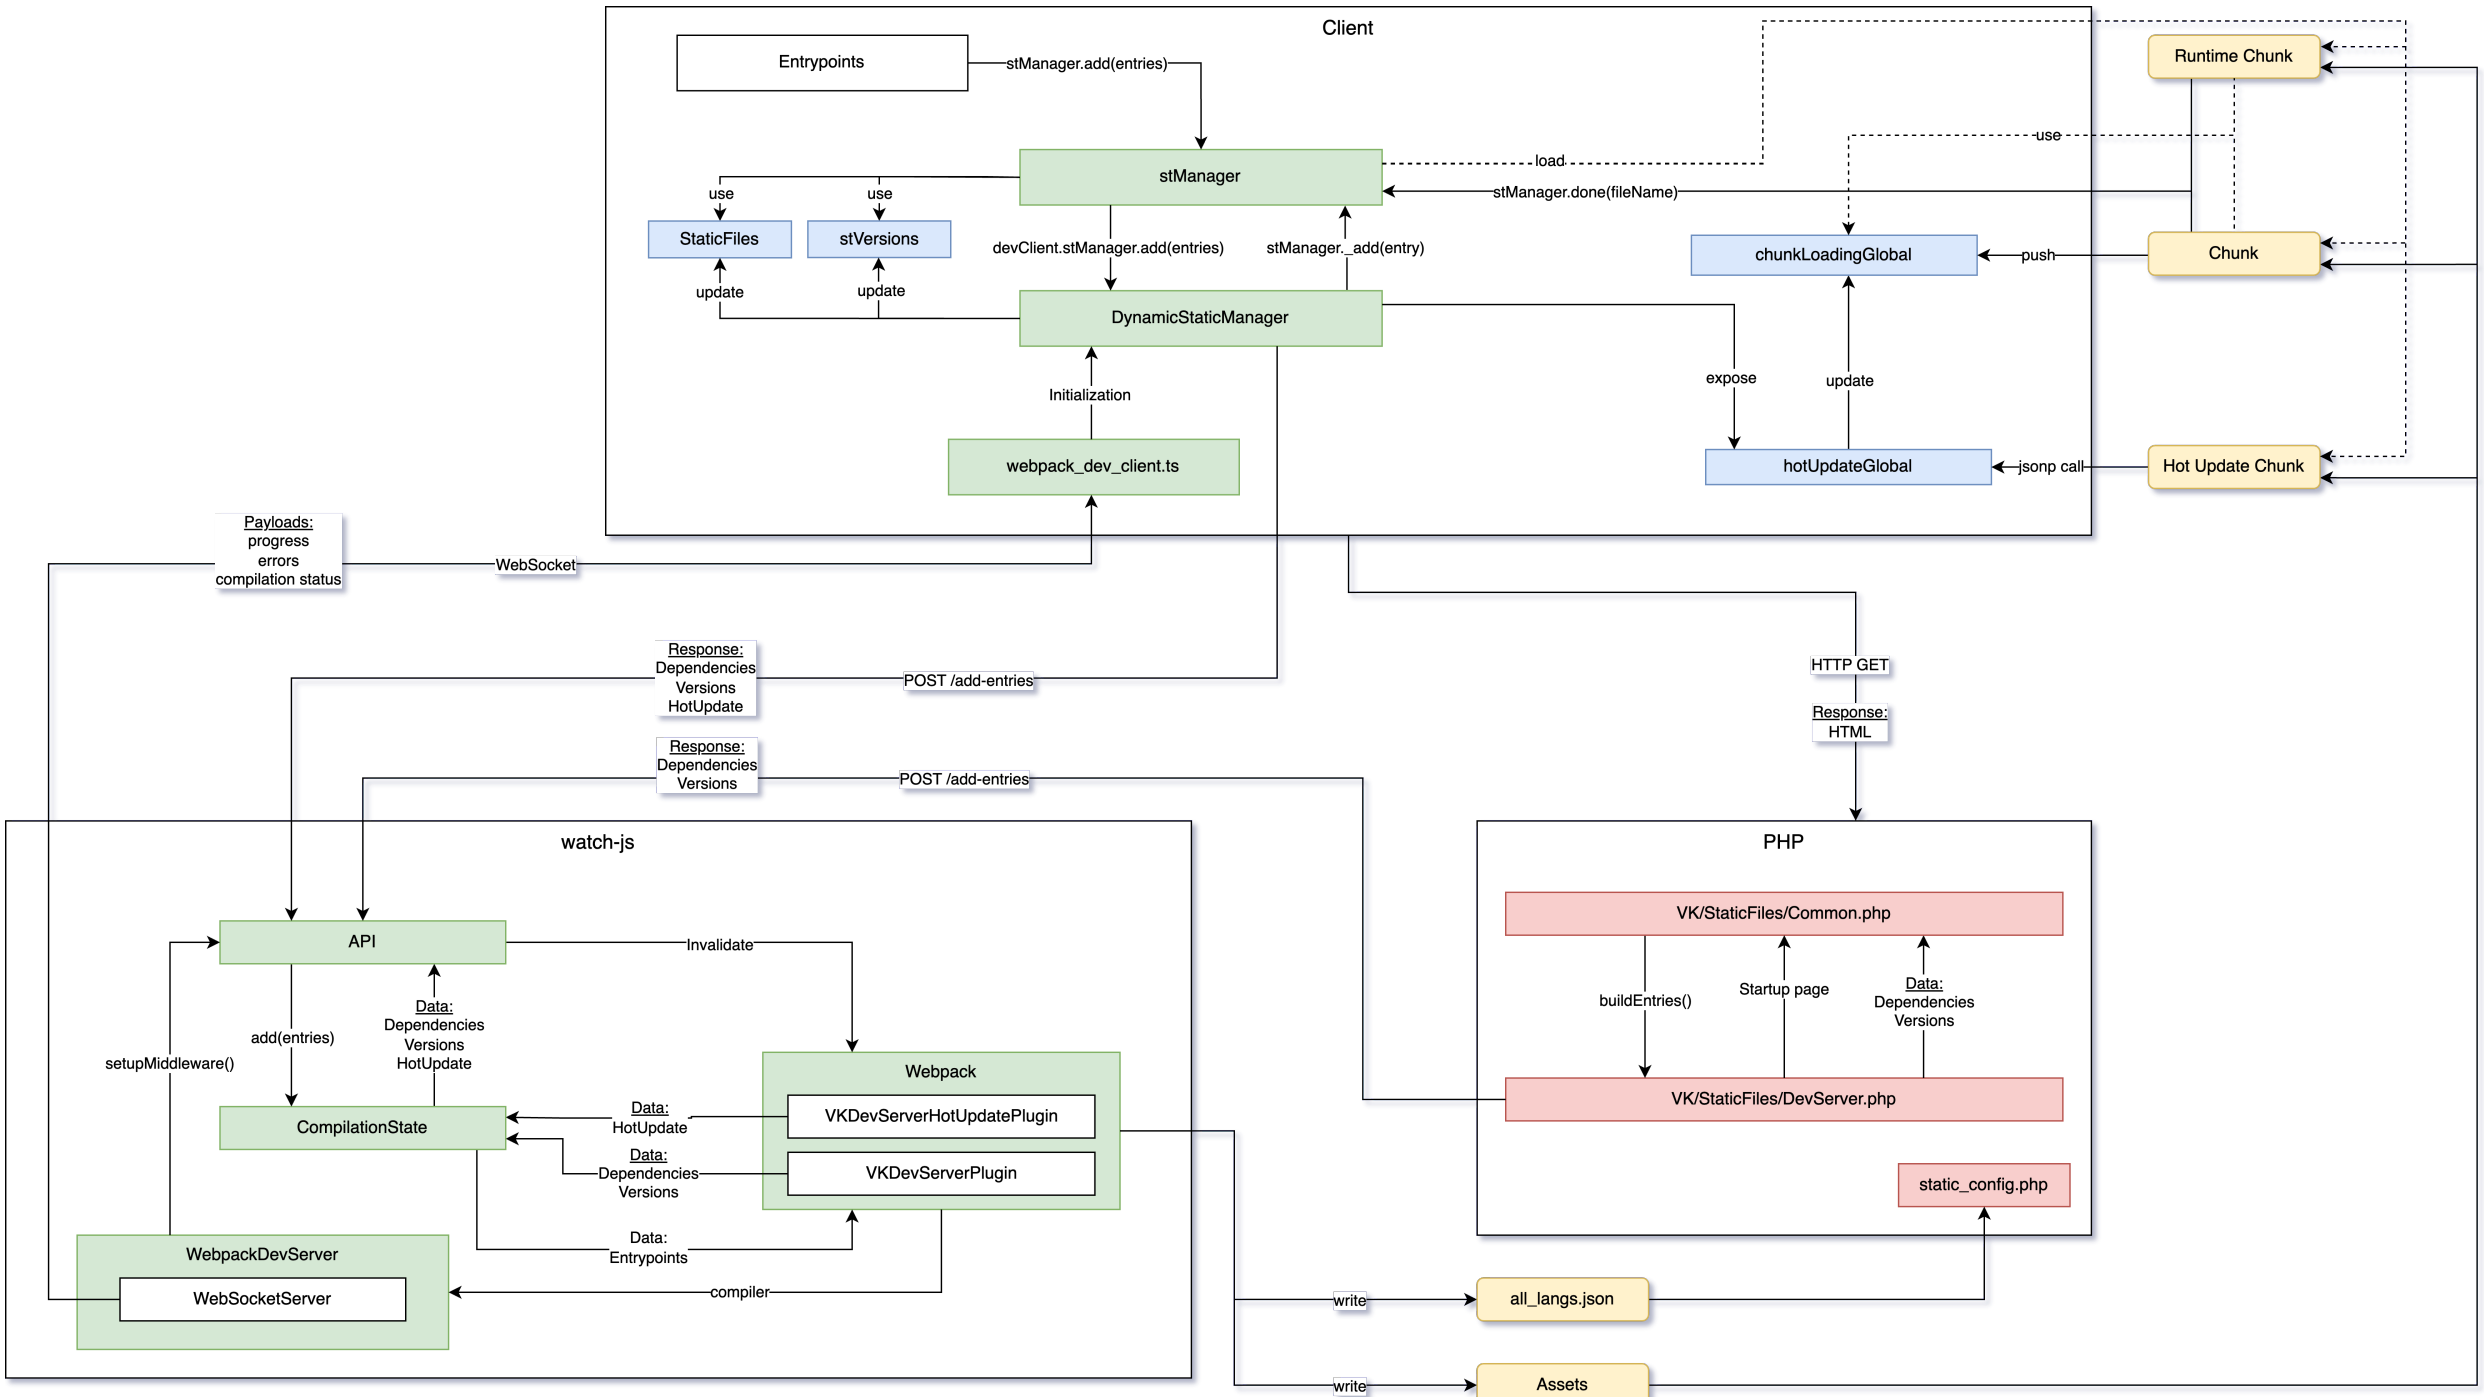 Client
Entrypoints
stManager.add(entries)
Runtime Chunk
use
load
stManager
stManager.done(fileName)
use
use
StaticFiles
stVersions
devClient.stManager.add(entries)
stManager._add(entry)
chunkLoadingGlobal
push
Chunk
update
update
DynamicStaticManager
expose
update
Initialization
webpack_dev_client.ts
hotUpdateGlobal
jsonp call
Hot Update Chunk
Payloads:
progress
errors
compilation status
WebSocket
Response:
Dependencies
Versions
HotUpdate
POST /add-entries
HTTP GET
Response:
HTML
Response:
Dependencies
Versions
POST /add-entries
watch-js
API
Invalidate
add(entries)
Data:
Dependencies
Versions
HotUpdate
setupMiddleware()
Webpack
VKDevServerHotUpdatePlugin
VKDevServerPlugin
CompilationState
Data:
HotUpdate
Data:
Dependencies
Versions
Data:
Entrypoints
WebpackDevServer
WebSocketServer
compiler
PHP
VK/StaticFiles/Common.php
buildEntries()
Startup page
Data:
Dependencies
Versions
VK/StaticFiles/DevServer.php
static_config.php
write
all_langs.json
write
Assets